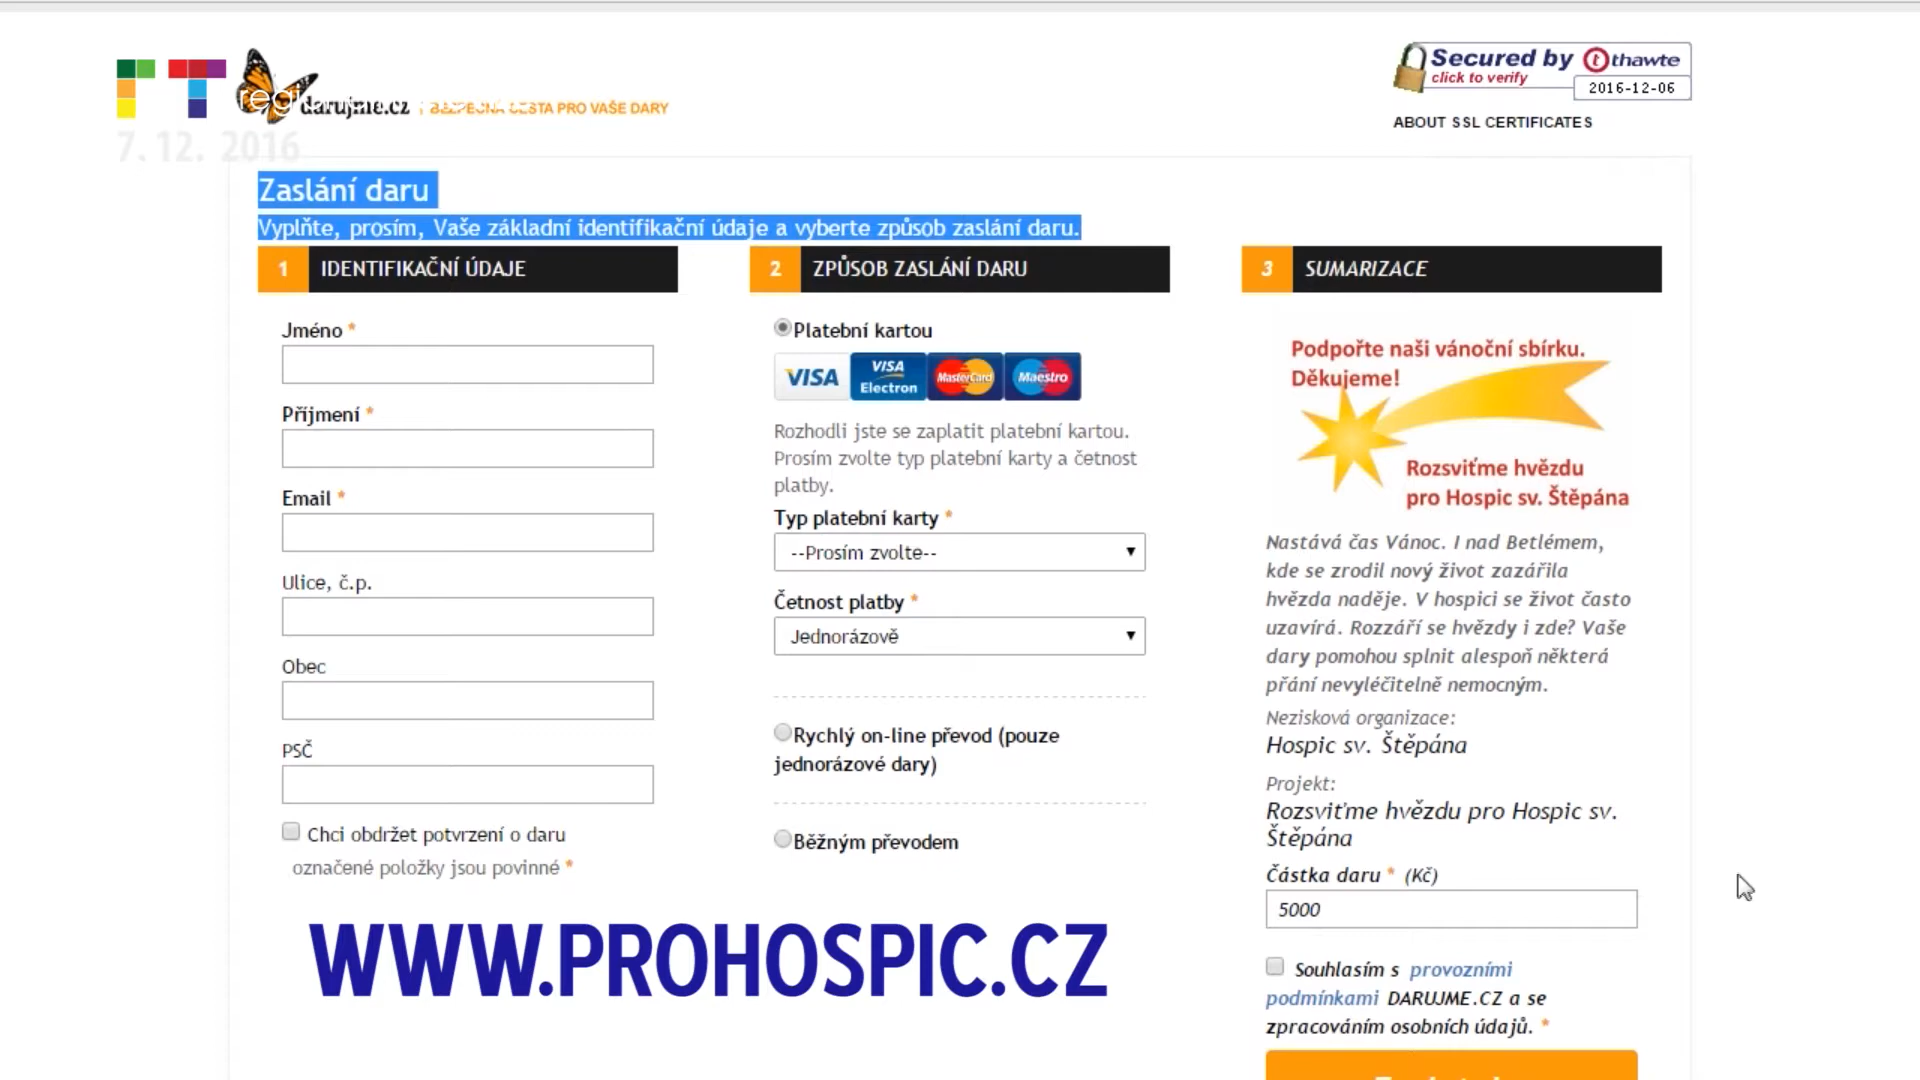 Secured by thawte
click to verify
2016-12-06
ABOUT SSL CERTIFICATES
darujme.cz | BEZPEČNÁ CESTA PRO VAŠE DARY
7. 12. 2016
Zaslání daru
Vyplňte, prosím, Vaše základní identifikační údaje a vyberte způsob zaslání daru.
1 IDENTIFIKAČNÍ ÚDAJE
Jméno *
Příjmení *
Email *
Ulice, č.p.
Obec
PSČ
Chci obdržet potvrzení o daru
označené položky jsou povinné *
2 ZPŮSOB ZASLÁNÍ DARU
Platební kartou
VISA VISA Electron MasterCard Maestro
Rozhodli jste se zaplatit platební kartou.
Prosím zvolte typ platební karty a četnost
platby.
Typ platební karty *
--Prosím zvolte--
Četnost platby *
Jednorázově
Rychlý on-line převod (pouze
jednorázové dary)
Běžným převodem
3 SUMARIZACE
Podpořte naši vánoční sbírku.
Děkujeme!
Rozsviťme hvězdu
pro Hospic sv. Štěpána
Nastává čas Vánoc. I nad Betlémem,
kde se zrodil nový život zazářila
hvězda naděje. V hospici se život často
uzavírá. Rozzáří se hvězdy i zde? Vaše
dary pomohou splnit alespoň některá
přání nevyléčitelně nemocným.
Nezisková organizace:
Hospic sv. Štěpána
Projekt:
Rozsviťme hvězdu pro Hospic sv.
Štěpána
Částka daru * (Kč)
5000
Souhlasím s provozními
podmínkami DARUJME.CZ a se
zpracováním osobních údajů. *
WWW.PROHOSPIC.CZ